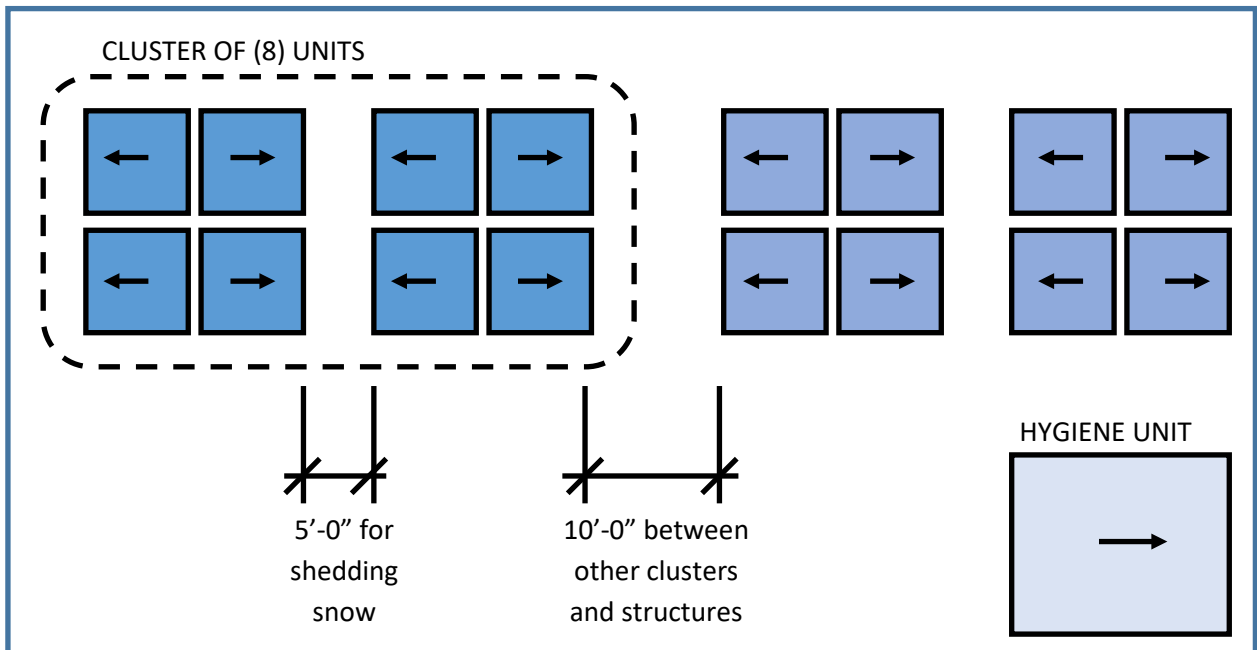 CLUSTER OF (8) UNITS
HYGIENE UNIT
5’-0” for
shedding
snow
10’-0” between
other clusters
and structures